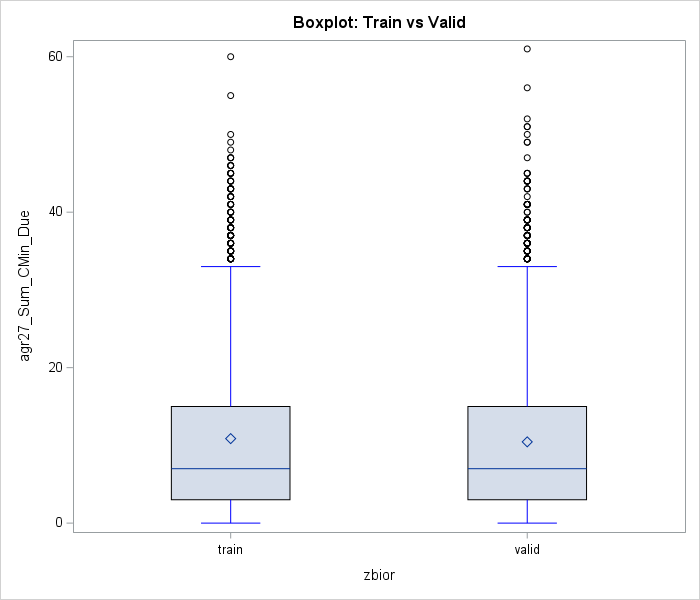 Boxplot: Train vs Valid
60
40
20
0
agr27_Sum_CMin_Due
train
valid
zbior